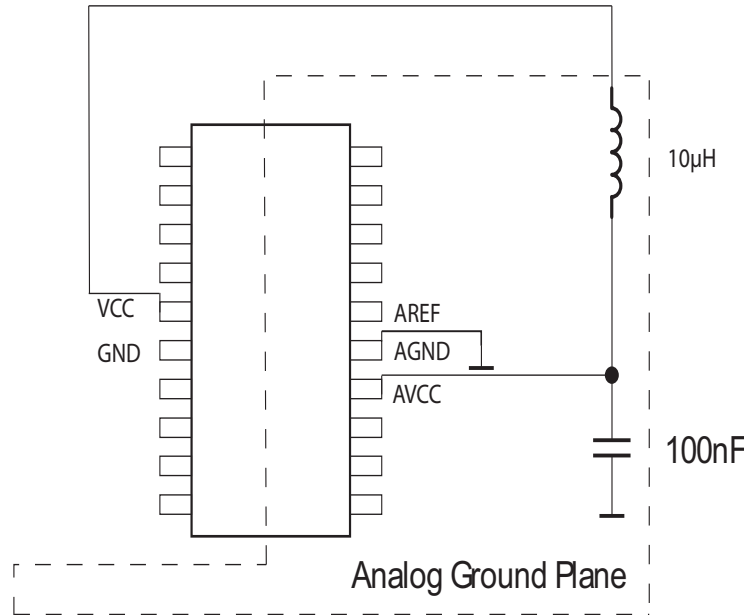 10µH
VCC
AREF
GND
AGND
AVCC
100nF
Analog Ground Plane